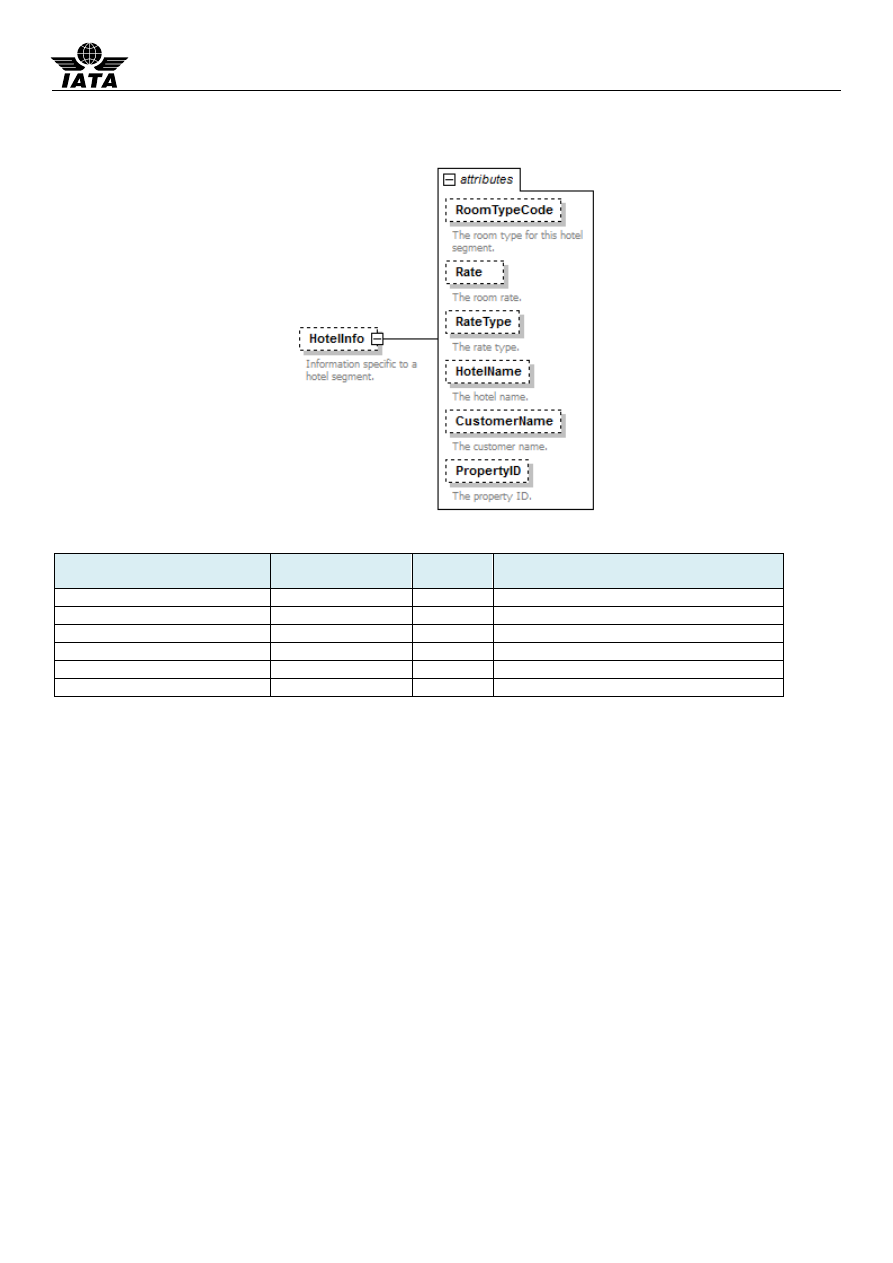 IATA
attributes
RoomTypeCode
The room type for this hotel
segment.
Rate
The room rate.
RateType
The rate type.
HotelInfo
Information specific to a
hotel segment.
HotelName
The hotel name.
CustomerName
The customer name.
PropertyID
The property ID.